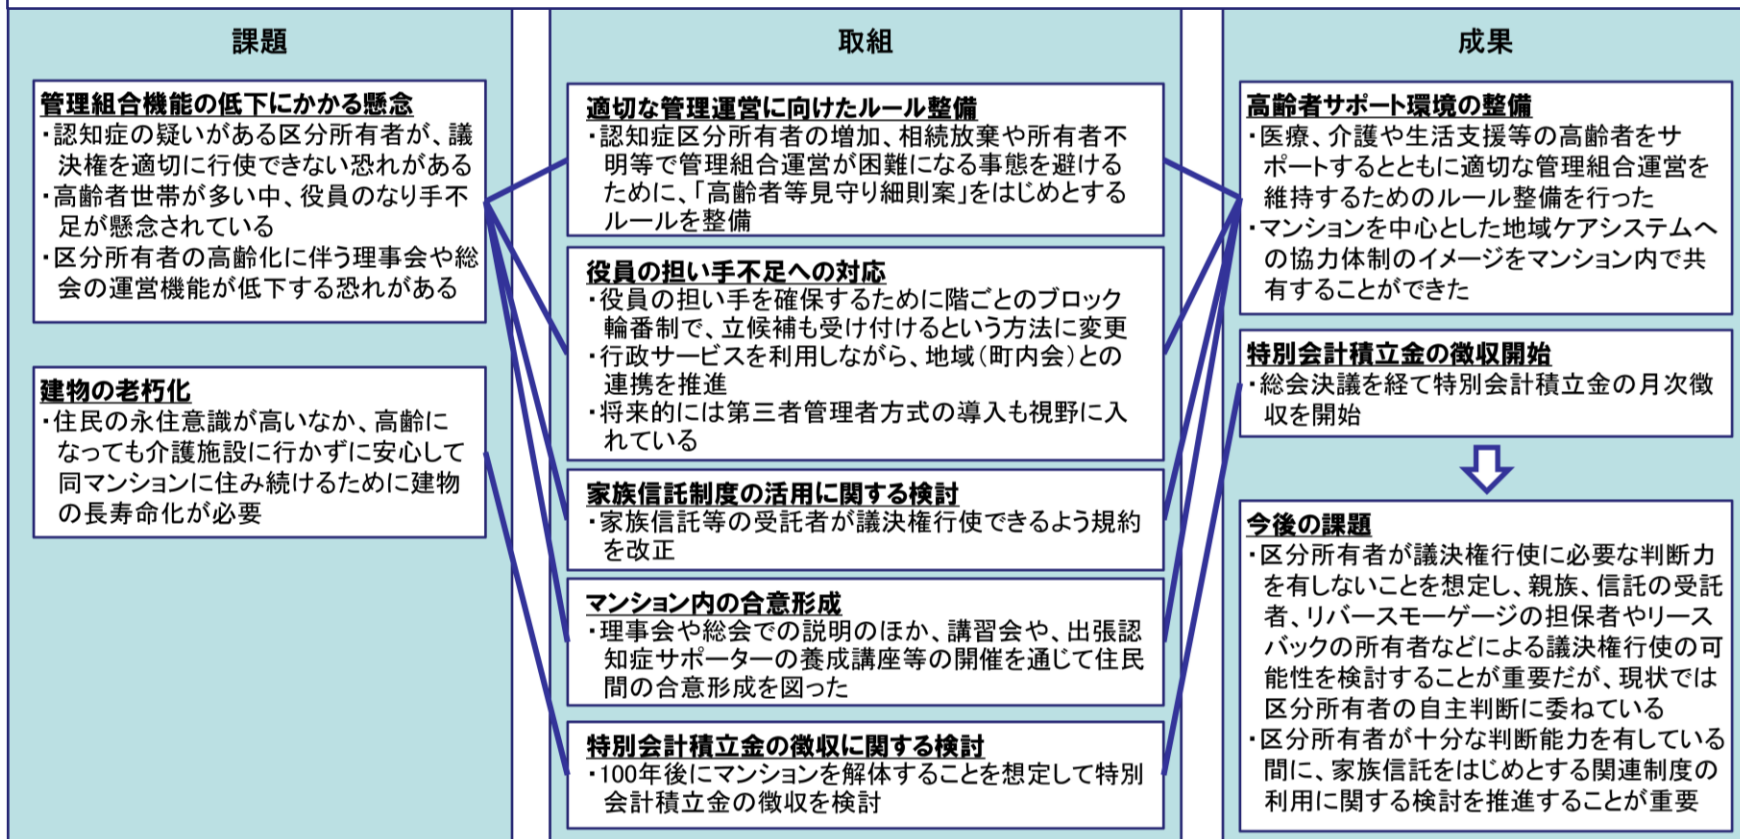 課題
管理組合機能の低下にかかる懸念
・認知症の疑いがある区分所有者が、議
決権を適切に行使できない恐れがある
・高齢者世帯が多い中、役員のなり手不
足が懸念されている
・区分所有者の高齢化に伴う理事会や総
会の運営機能が低下する恐れがある
建物の老朽化
・住民の永住意識が高いなか、高齢に
なっても介護施設に行かずに安心して
同マンションに住み続けるために建物
の長寿命化が必要
取組
適切な管理運営に向けたルール整備
・認知症区分所有者の増加、相続放棄や所有者不
明等で管理組合運営が困難になる事態を避ける
ために、「高齢者等見守り細則案」をはじめとする
ルールを整備
役員の担い手不足への対応
・役員の担い手を確保するために階ごとのブロック
輪番制で、立候補も受け付けるという方法に変更
・行政サービスを利用しながら、地域（町内会）との
連携を推進
・将来的には第三者管理者方式の導入も視野に入
れている
家族信託制度の活用に関する検討
・家族信託等の受託者が議決権行使できるよう規約
を改正
マンション内の合意形成
・理事会や総会での説明のほか、講習会や、出張認
知症サポーターの養成講座等の開催を通じて住民
間の合意形成を図った
特別会計積立金の徴収に関する検討
・100年後にマンションを解体することを想定して特別
会計積立金の徴収を検討
成果
高齢者サポート環境の整備
・医療、介護や生活支援等の高齢者をサ
ポートするとともに適切な管理組合運営を
維持するためのルール整備を行った
・マンションを中心とした地域ケアシステムへ
の協力体制のイメージをマンション内で共
有することができた
特別会計積立金の徴収開始
・総会決議を経て特別会計積立金の月次徴
収を開始
今後の課題
・区分所有者が議決権行使に必要な判断力
を有しないことを想定し、親族、信託の受託
者、リバースモーゲージの担保者やリース
バックの所有者などによる議決権行使の可
能性を検討することが重要だが、現状では
区分所有者の自主判断に委ねている
・区分所有者が十分な判断能力を有している
間に、家族信託をはじめとする関連制度の
利用に関する検討を推進することが重要